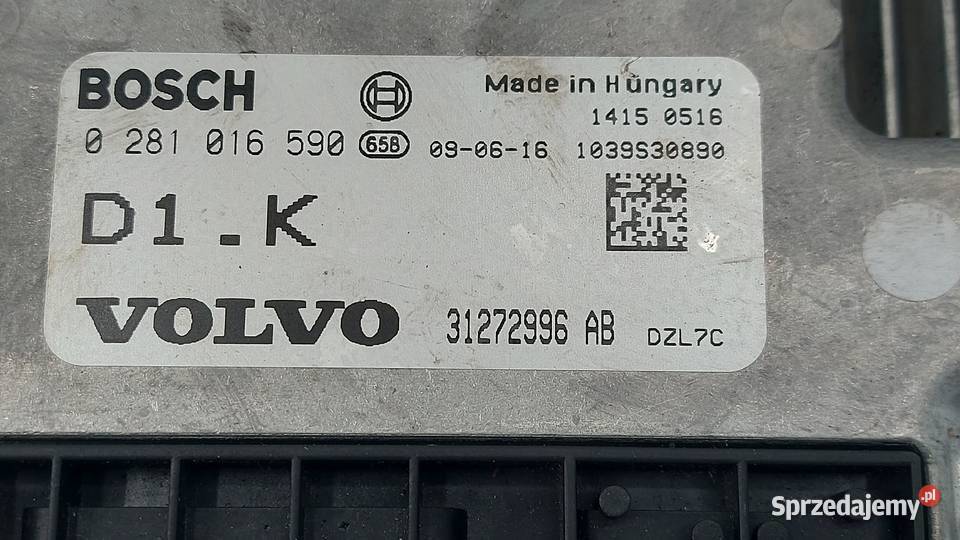 BOSCH Made in Hungary
1415 0516
0 281 016 590 658 09-06-16 1039S30890
D1.K
VOLVO 31272996 AB DZL7C
Sprzedajemy.pl